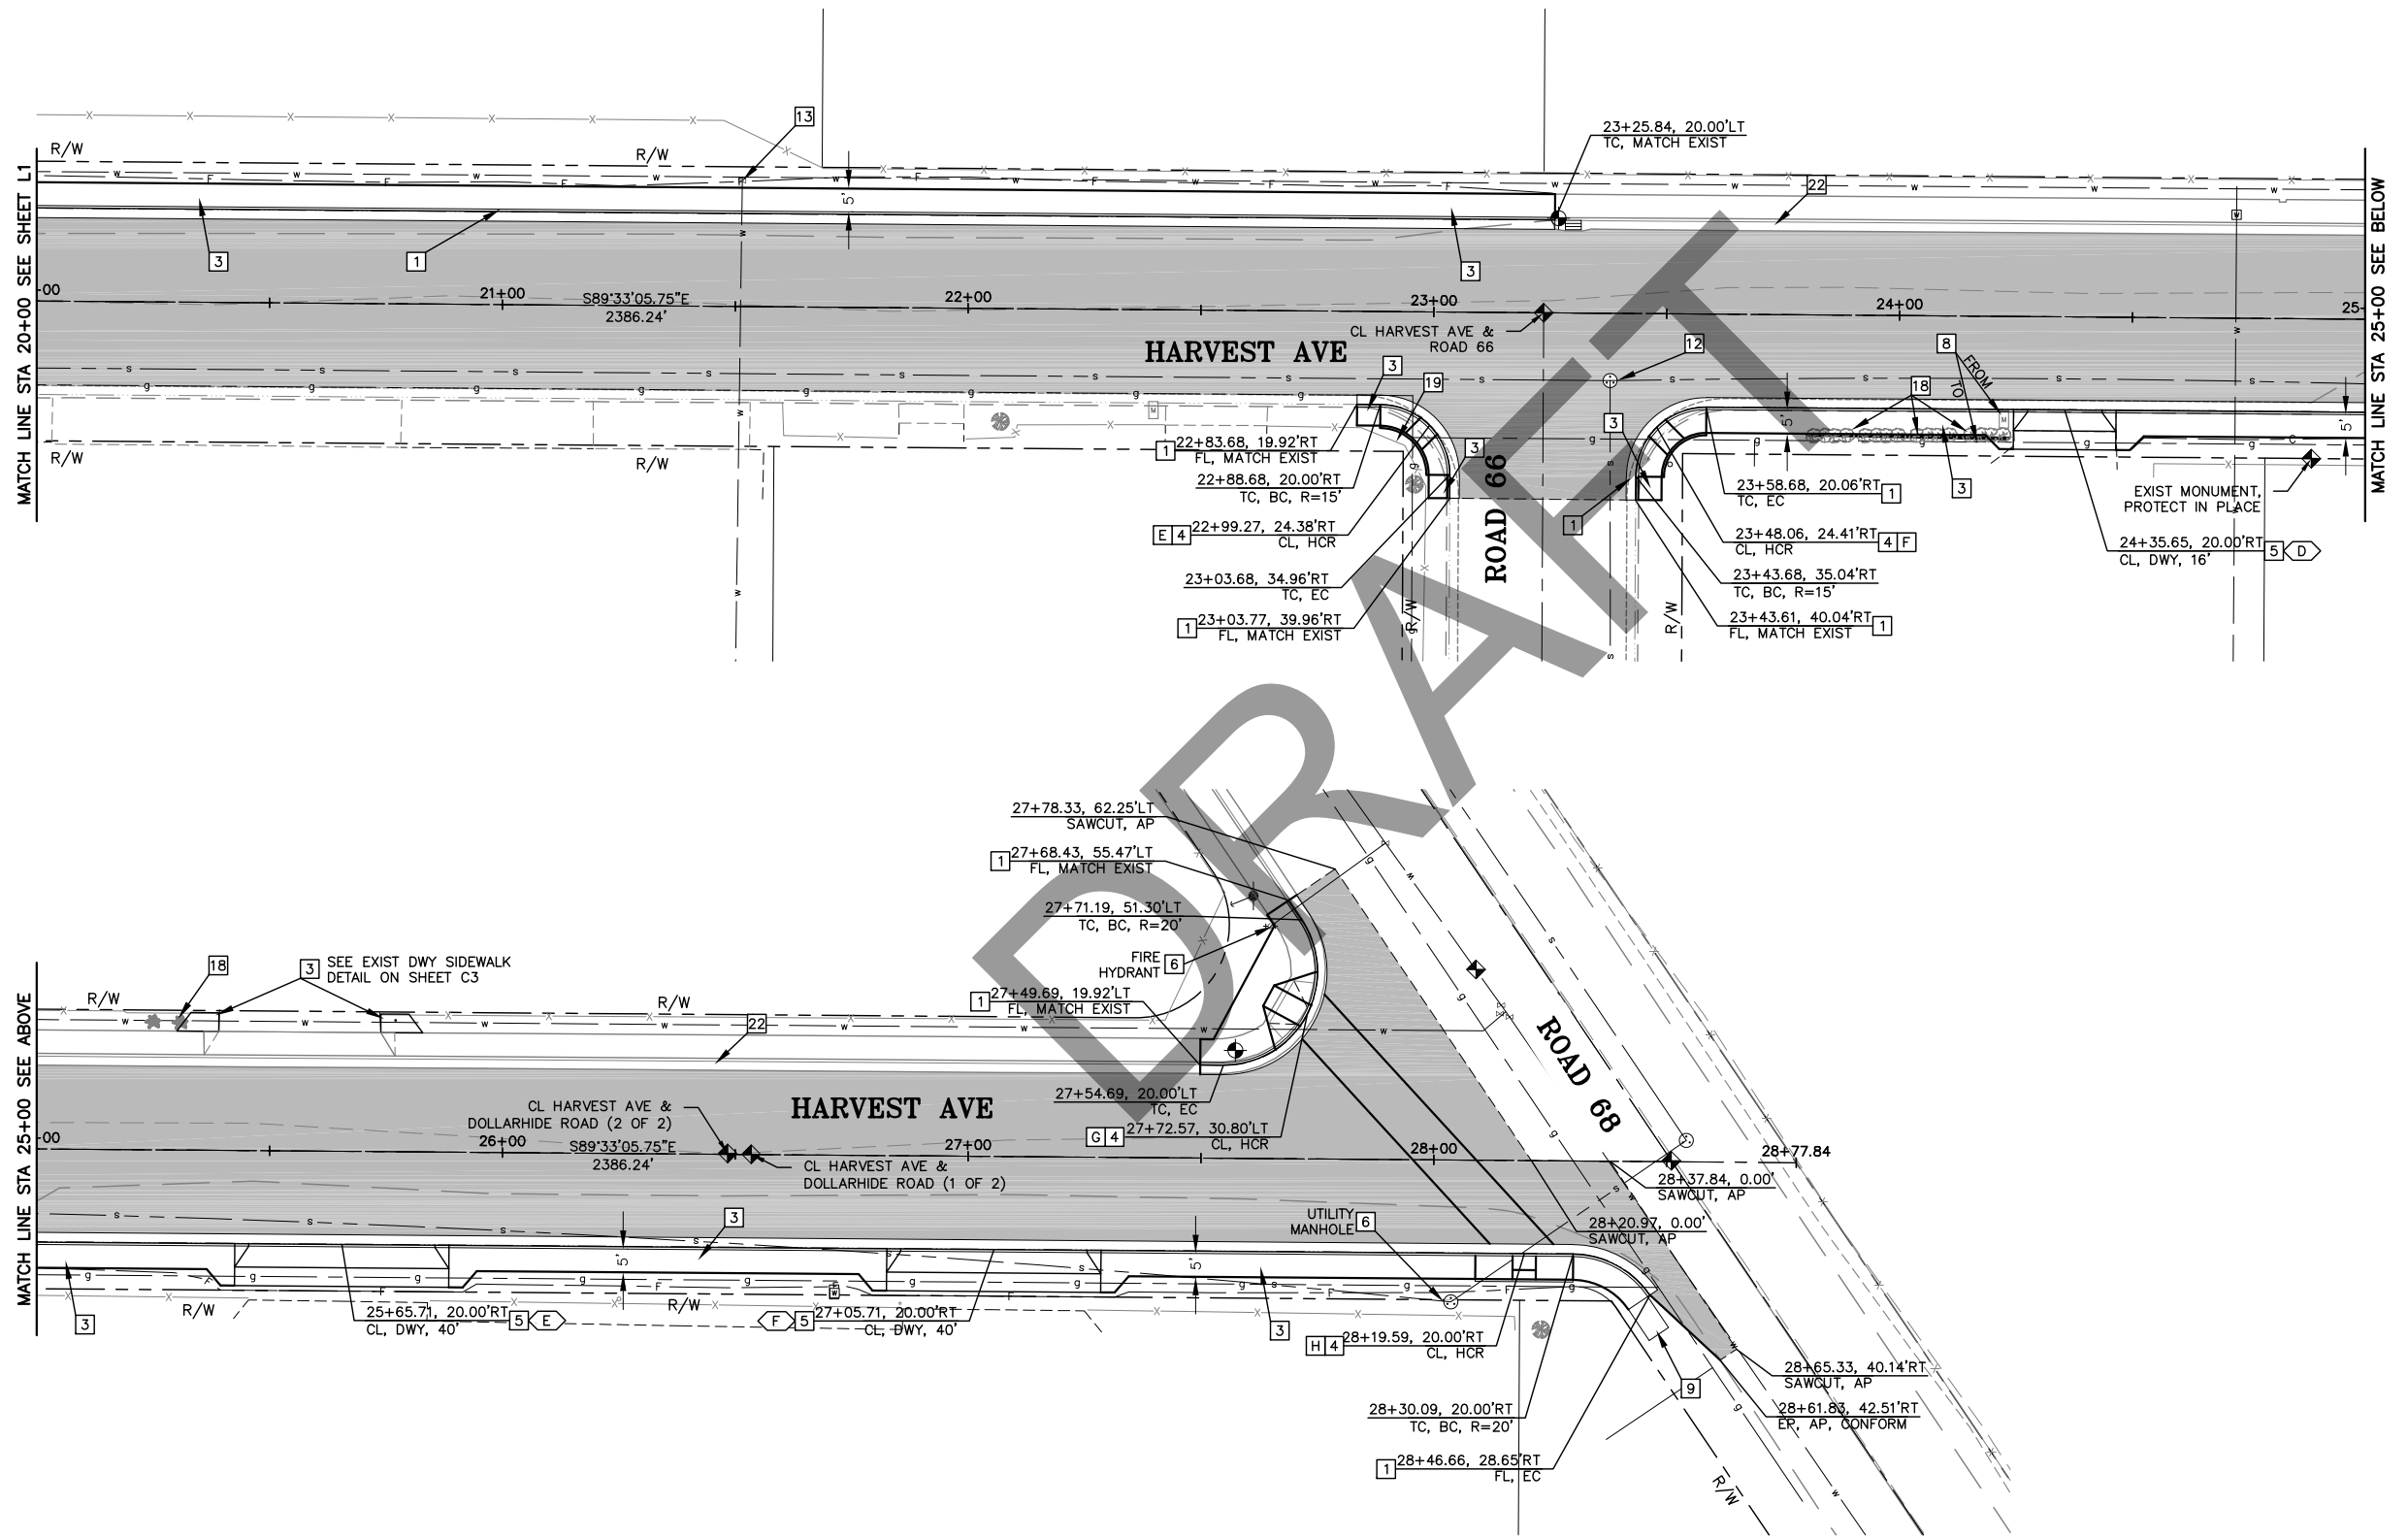 MATCH LINE STA 20+00 SEE SHEET L1
R/W
R/W
13
23+25.84, 20.00'LT
TC, MATCH EXIST
22
5'
3
1
3
00
21+00
S89°33'05.75"E
2386.24'
22+00
23+00
24+00
25
CL HARVEST AVE &
ROAD 66
HARVEST AVE
12
8
FROM
TO
3
19
18
3
3
5'
5'
R/W
R/W
1 22+83.68, 19.92'RT
FL, MATCH EXIST
22+88.68, 20.00'RT
TC, BC, R=15'
E 4 22+99.27, 24.38'RT
CL, HCR
23+03.68, 34.96'RT
TC, EC
1 23+03.77, 39.96'RT
FL, MATCH EXIST
R/W
ROAD 66
1
R/W
23+58.68, 20.06'RT 1
TC, EC
3
23+48.06, 24.41'RT 4 F
CL, HCR
23+43.68, 35.04'RT
TC, BC, R=15'
23+43.61, 40.04'RT 1
FL, MATCH EXIST
EXIST MONUMENT,
PROTECT IN PLACE
24+35.65, 20.00'RT 5 D
CL, DWY, 16'
MATCH LINE STA 25+00 SEE BELOW
DRAFT
MATCH LINE STA 25+00 SEE ABOVE
27+78.33, 62.25'LT
SAWCUT, AP
1 27+68.43, 55.47'LT
FL, MATCH EXIST
27+71.19, 51.30'LT
TC, BC, R=20'
FIRE
HYDRANT 6
1 27+49.69, 19.92'LT
FL, MATCH EXIST
18
3 SEE EXIST DWY SIDEWALK
DETAIL ON SHEET C3
R/W
R/W
22
27+54.69, 20.00'LT
TC, EC
G 4 27+72.57, 30.80'LT
CL, HCR
CL HARVEST AVE &
DOLLARHIDE ROAD (2 OF 2)
HARVEST AVE
ROAD 68
00
26+00
S89°33'05.75"E
2386.24'
27+00
28+00
28+77.84
CL HARVEST AVE &
DOLLARHIDE ROAD (1 OF 2)
28+37.84, 0.00'
SAWCUT, AP
28+20.97, 0.00'
SAWCUT, AP
UTILITY
MANHOLE 6
3
5'
5'
3
R/W
R/W
25+65.71, 20.00'RT 5 E
CL, DWY, 40'
F 5 27+05.71, 20.00'RT
CL, DWY, 40'
3
H 4 28+19.59, 20.00'RT
CL, HCR
9
28+65.33, 40.14'RT
SAWCUT, AP
28+61.83, 42.51'RT
EP, AP, CONFORM
28+30.09, 20.00'RT
TC, BC, R=20'
1 28+46.66, 28.65'RT
FL, EC
R/W